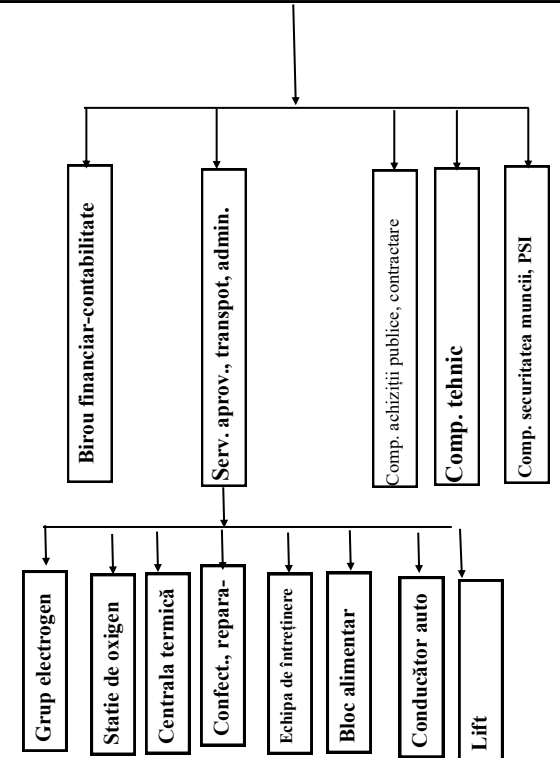 Birou financiar-contabilitate
Serv. aprov., transpot, admin.
Comp. achiziții publice, contractare
Comp. tehnic
Comp. securitatea muncii, PSI
Grup electrogen
Statie de oxigen
Centrala termică
Confect., repara-
Echipa de întreținere
Bloc alimentar
Conducător auto
Lift